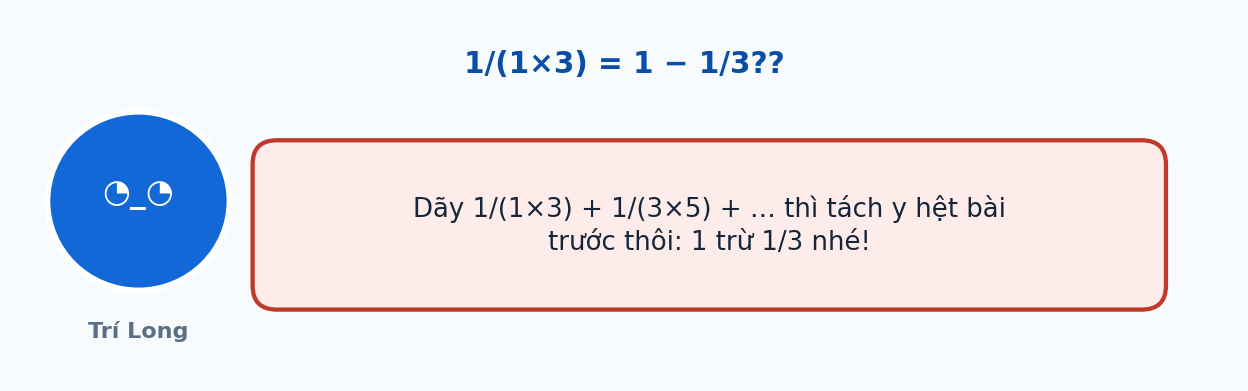 1/(1×3) = 1 − 1/3??
◔_◔
Dãy 1/(1×3) + 1/(3×5) + … thì tách y hệt bài
trước thôi: 1 trừ 1/3 nhé!
Trí Long